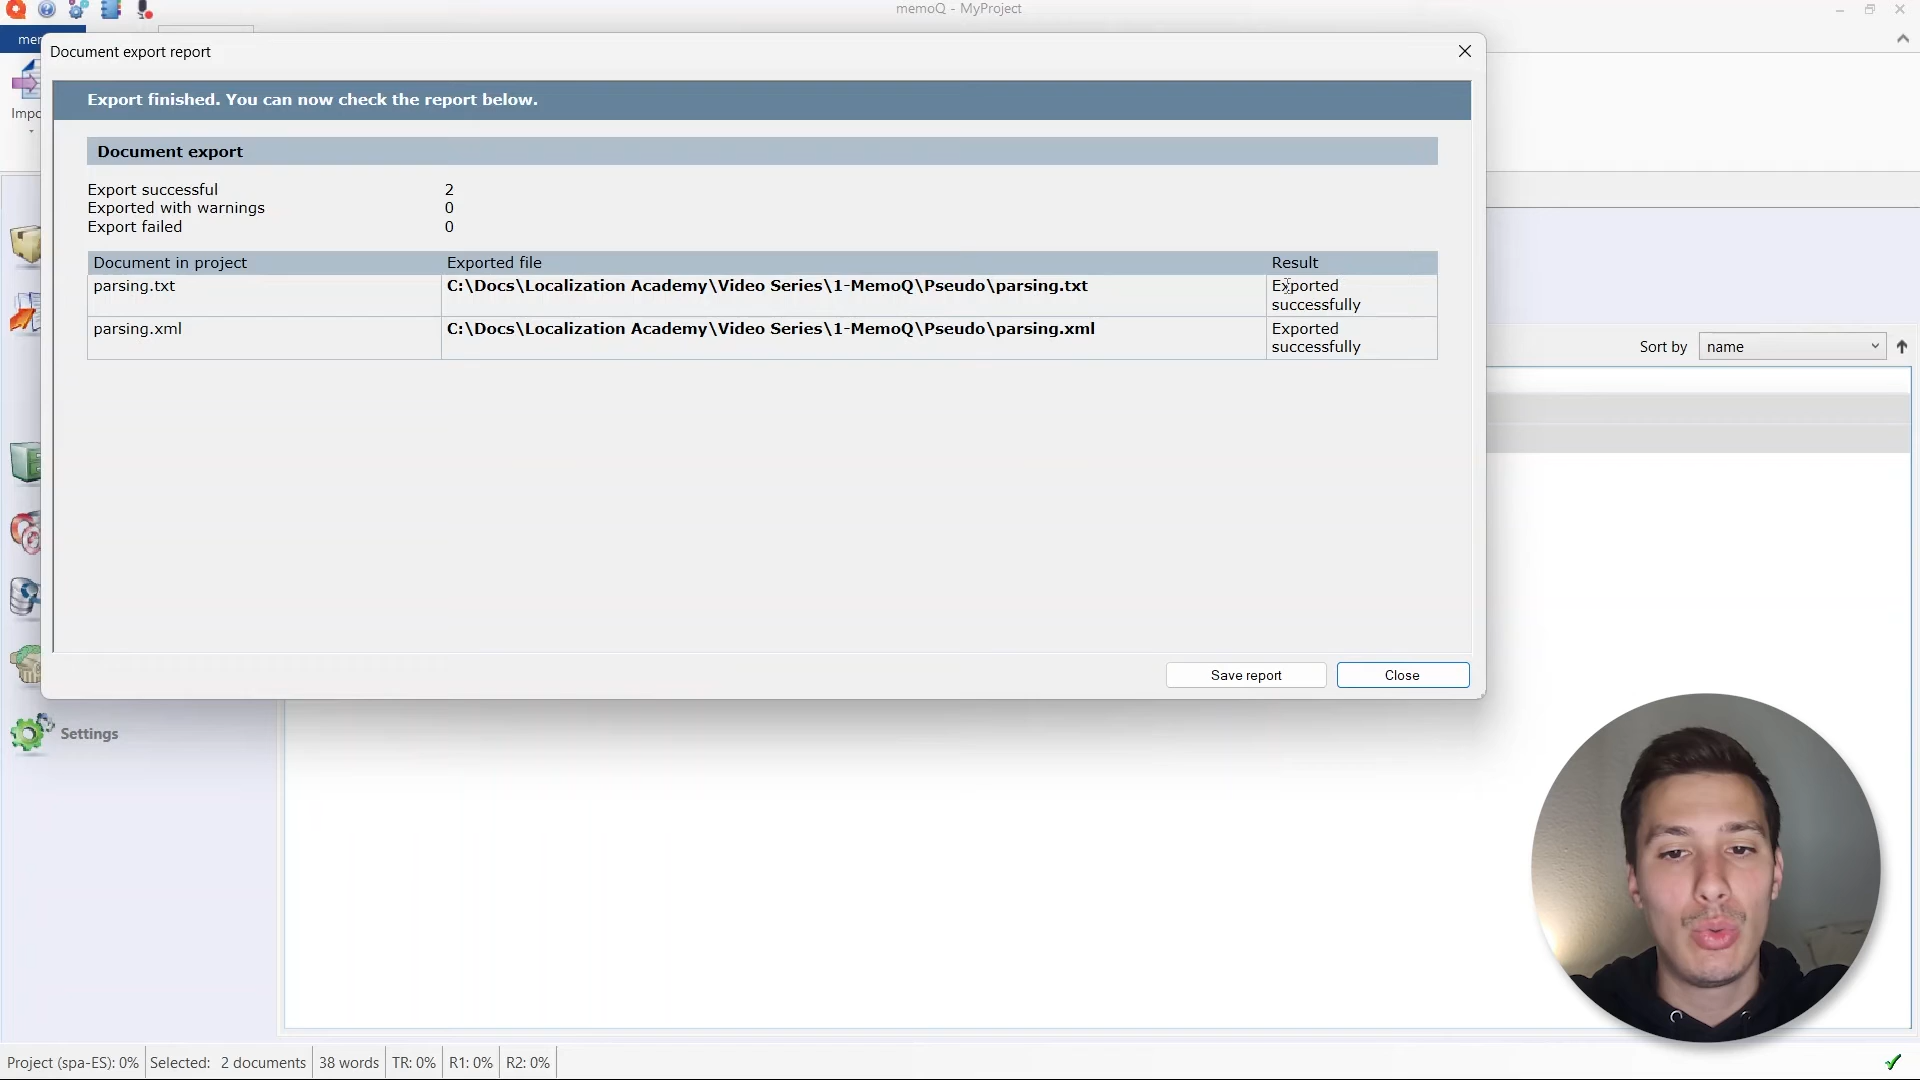 memoQ - MyProject
mem
Document export report
Impo
Export finished. You can now check the report below.
Document export
Export successful 2
Exported with warnings 0
Export failed 0
Document in project Exported file Result
parsing.txt C:\Docs\Localization Academy\Video Series\1-MemoQ\Pseudo\parsing.txt Exported
successfully
parsing.xml C:\Docs\Localization Academy\Video Series\1-MemoQ\Pseudo\parsing.xml Exported
successfully
Sort by name
Save report Close
Settings
Project (spa-ES): 0% Selected: 2 documents 38 words TR: 0% R1: 0% R2: 0%